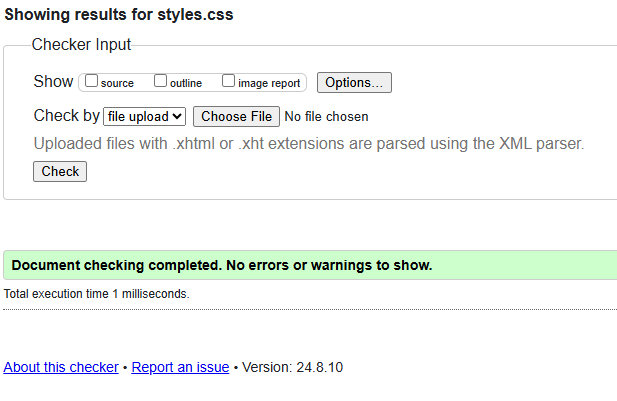 Showing results for styles.css
Checker Input
Show source outline image report Options...
Check by file upload Choose File No file chosen
Uploaded files with .xhtml or .xht extensions are parsed using the XML parser.
Check
Document checking completed. No errors or warnings to show.
Total execution time 1 milliseconds.
About this checker • Report an issue • Version: 24.8.10